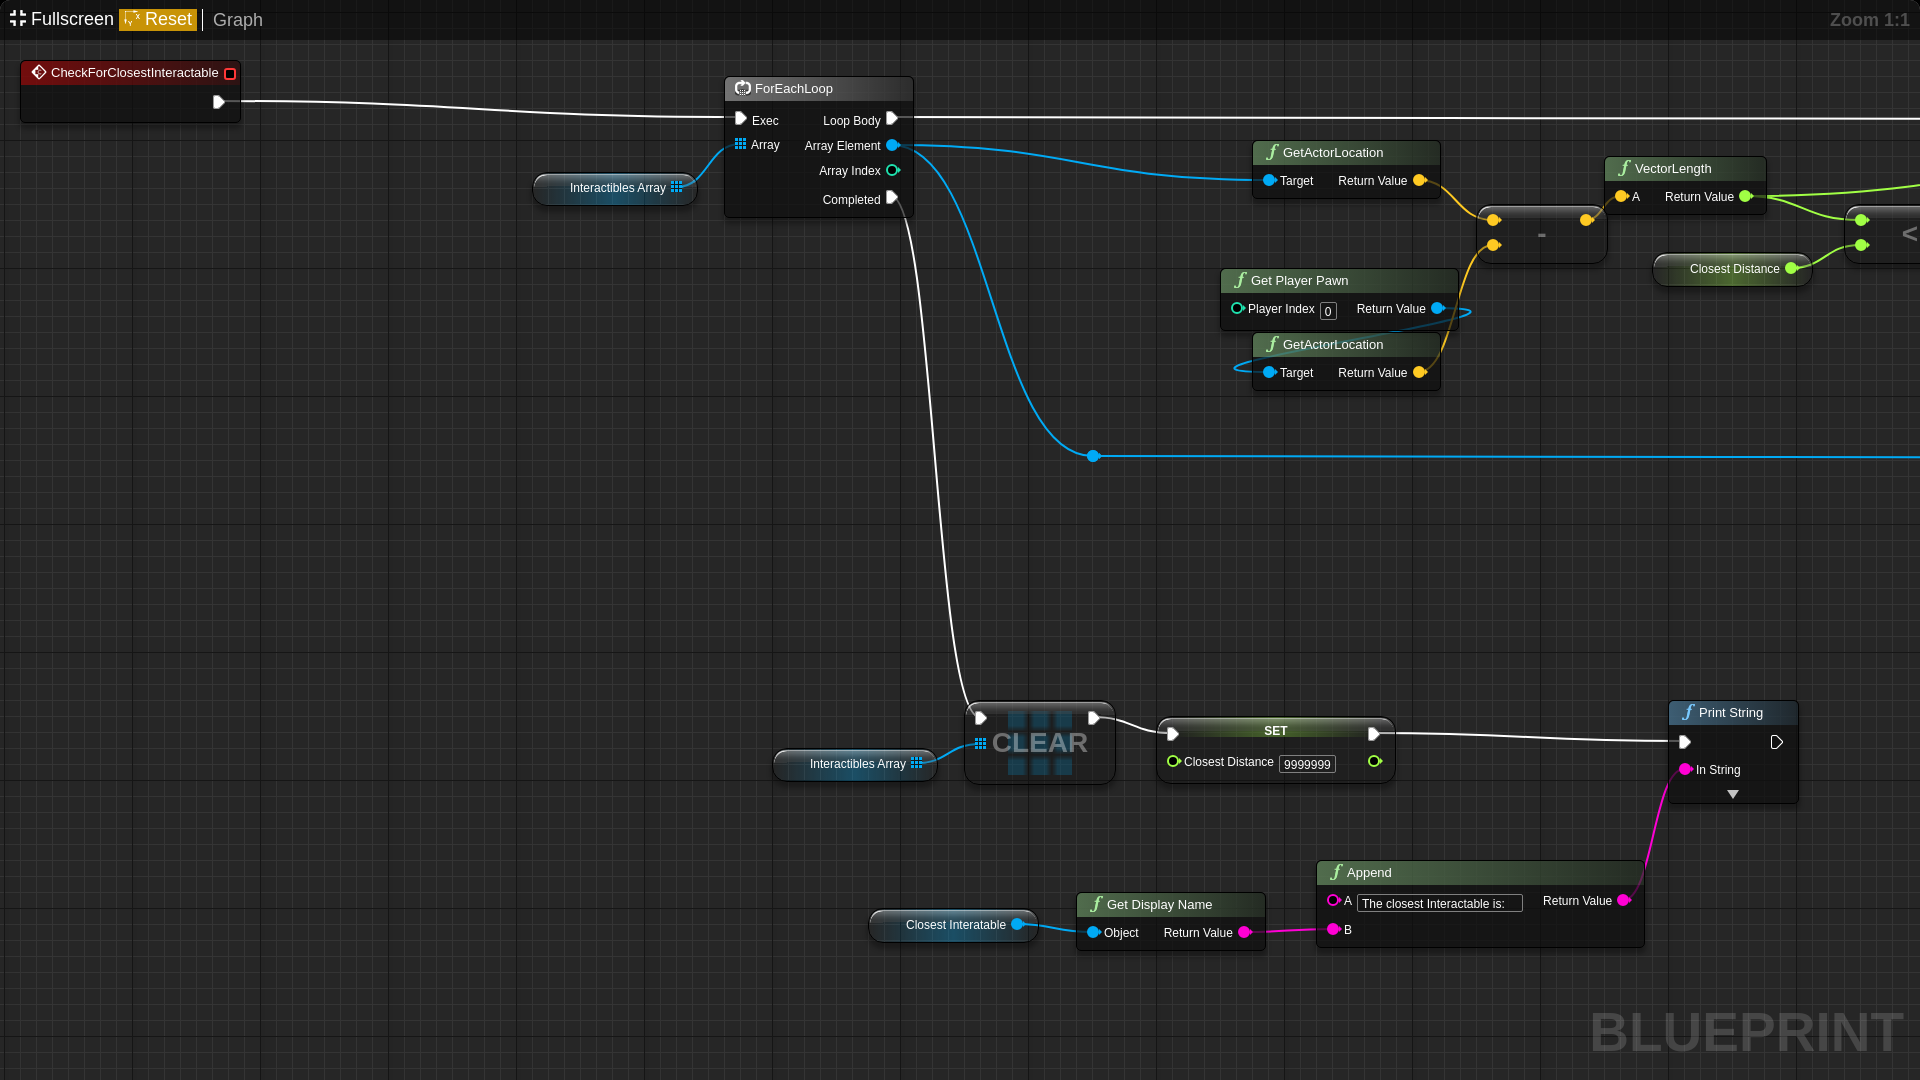 Fullscreen Reset Graph Zoom 1:1
CheckForClosestInteractable
ForEachLoop
Exec Loop Body
Array Array Element
Array Index
Completed
Interactibles Array
GetActorLocation
Target Return Value
VectorLength
A Return Value
-
<
Closest Distance
Get Player Pawn
Player Index 0 Return Value
GetActorLocation
Target Return Value
CLEAR
Interactibles Array
SET
Closest Distance 9999999
Print String
In String
Append
A The closest Interactable is: Return Value
B
Get Display Name
Object Return Value
Closest Interatable
BLUEPRINT